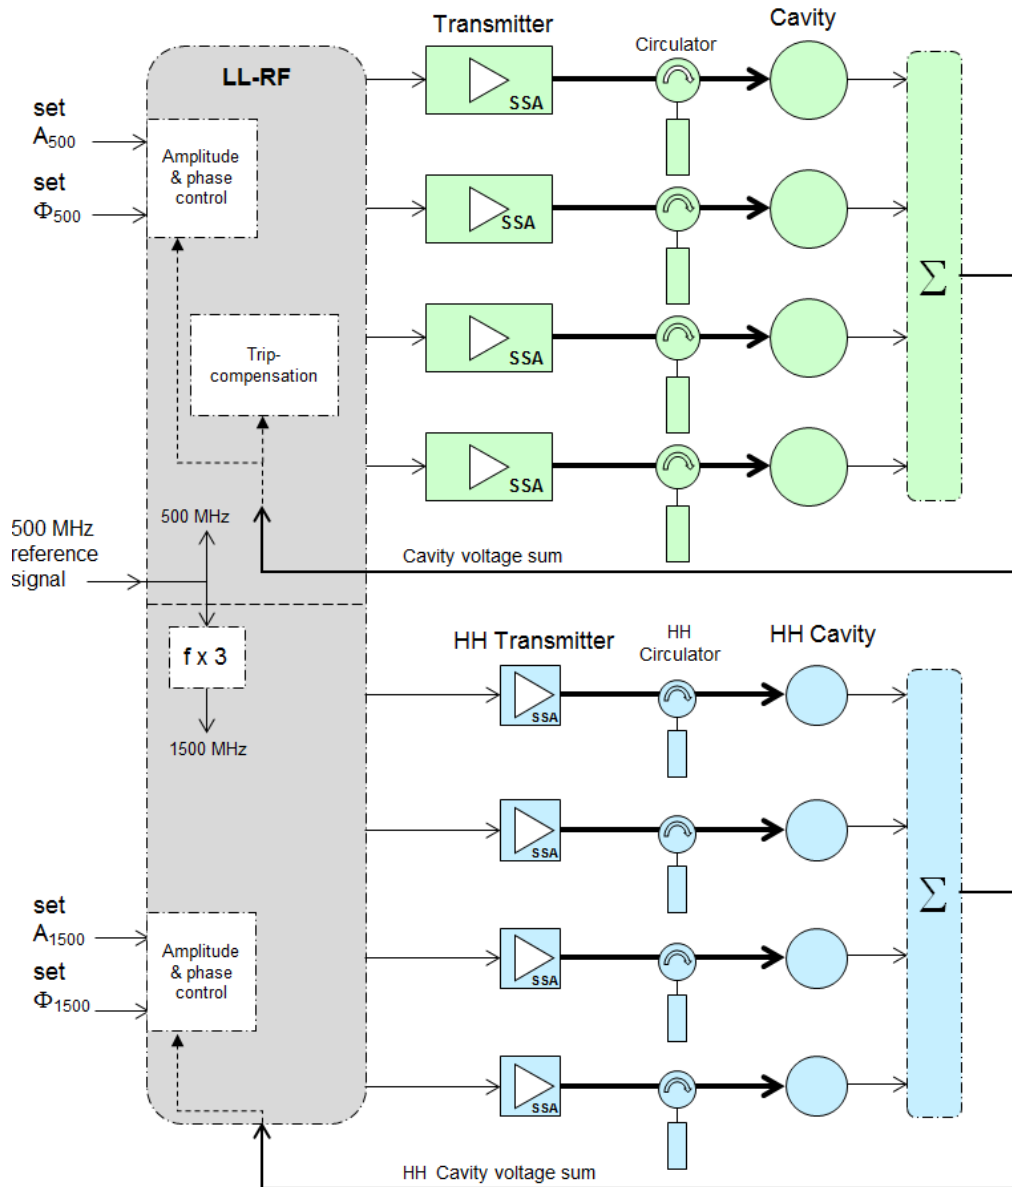 Transmitter
Circulator
Cavity
LL-RF
set
A500
set
Φ500
Amplitude
& phase
control
SSA
SSA
Trip-
compensation
SSA
SSA
Σ
500 MHz
reference
signal
500 MHz
Cavity voltage sum
f x 3
1500 MHz
HH Transmitter
HH
Circulator
HH Cavity
SSA
SSA
SSA
SSA
Σ
set
A1500
set
Φ1500
Amplitude
& phase
control
HH Cavity voltage sum